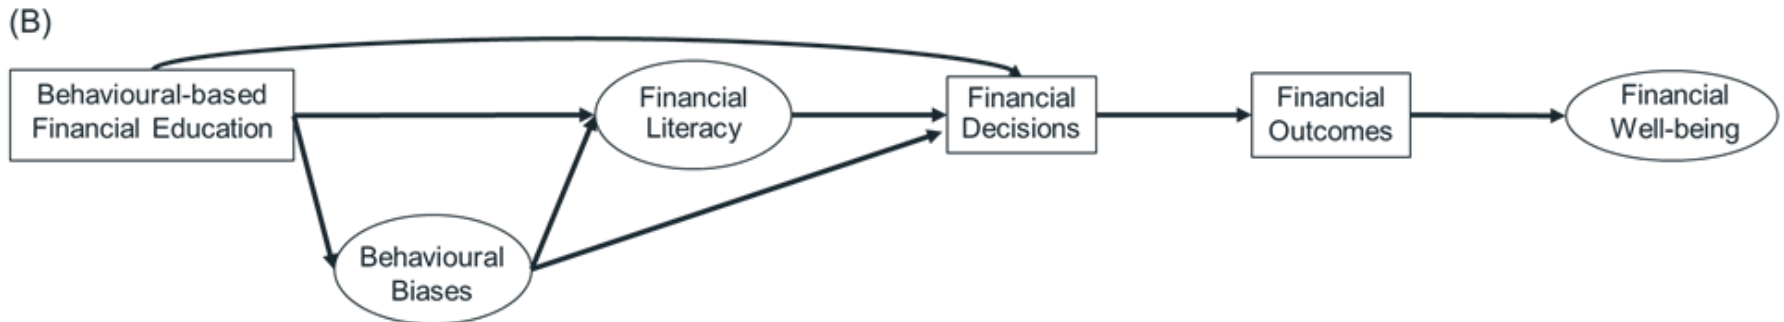 (B)
Behavioural-based
Financial Education
Financial
Literacy
Financial
Decisions
Financial
Outcomes
Financial
Well-being
Behavioural
Biases